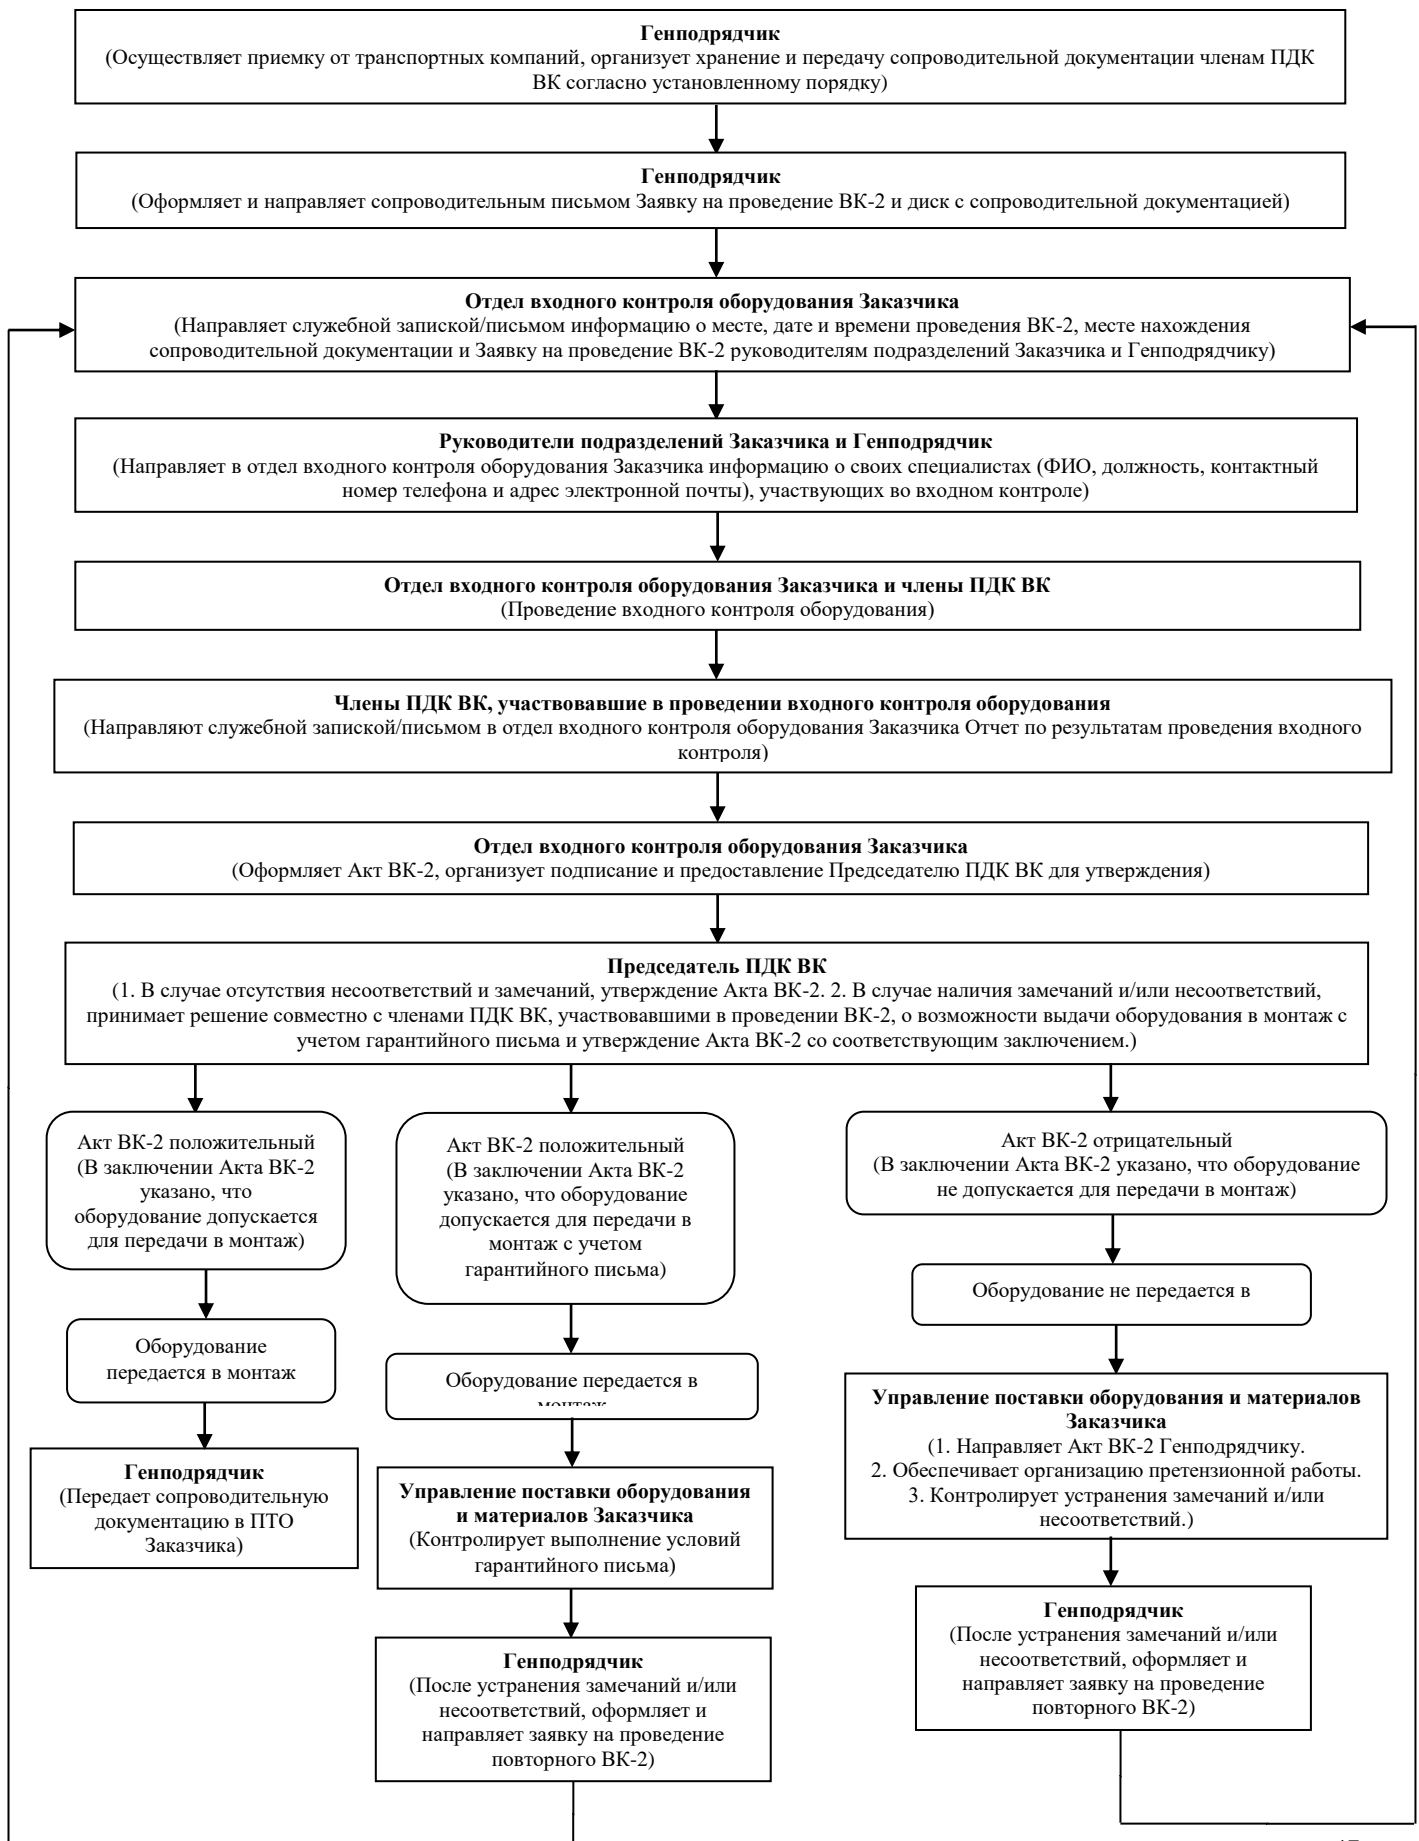 Генподрядчик
(Осуществляет приемку от транспортных компаний, организует хранение и передачу сопроводительной документации членам ПДК
ВК согласно установленному порядку)
Генподрядчик
(Оформляет и направляет сопроводительным письмом Заявку на проведение ВК-2 и диск с сопроводительной документацией)
Отдел входного контроля оборудования Заказчика
(Направляет служебной запиской/письмом информацию о месте, дате и времени проведения ВК-2, месте нахождения
сопроводительной документации и Заявку на проведение ВК-2 руководителям подразделений Заказчика и Генподрядчику)
Руководители подразделений Заказчика и Генподрядчик
(Направляет в отдел входного контроля оборудования Заказчика информацию о своих специалистах (ФИО, должность, контактный
номер телефона и адрес электронной почты), участвующих во входном контроле)
Отдел входного контроля оборудования Заказчика и члены ПДК ВК
(Проведение входного контроля оборудования)
Члены ПДК ВК, участвовавшие в проведении входного контроля оборудования
(Направляют служебной запиской/письмом в отдел входного контроля оборудования Заказчика Отчет по результатам проведения входного
контроля)
Отдел входного контроля оборудования Заказчика
(Оформляет Акт ВК-2, организует подписание и предоставление Председателю ПДК ВК для утверждения)
Председатель ПДК ВК
(1. В случае отсутствия несоответствий и замечаний, утверждение Акта ВК-2. 2. В случае наличия замечаний и/или несоответствий,
принимает решение совместно с членами ПДК ВК, участвовавшими в проведении ВК-2, о возможности выдачи оборудования в монтаж с
учетом гарантийного письма и утверждение Акта ВК-2 со соответствующим заключением.)
Акт ВК-2 положительный
(В заключении Акта ВК-2
указано, что
оборудование допускается
для передачи в монтаж)
Оборудование
передается в монтаж
Генподрядчик
(Передает сопроводительную
документацию в ПТО
Заказчика)
Акт ВК-2 положительный
(В заключении Акта ВК-2
указано, что оборудование
допускается для передачи в
монтаж с учетом
гарантийного письма)
Оборудование передается в
монтаж
Управление поставки оборудования
и материалов Заказчика
(Контролирует выполнение условий
гарантийного письма)
Генподрядчик
(После устранения замечаний и/или
несоответствий, оформляет и
направляет заявку на проведение
повторного ВК-2)
Акт ВК-2 отрицательный
(В заключении Акта ВК-2 указано, что оборудование
не допускается для передачи в монтаж)
Оборудование не передается в
Управление поставки оборудования и материалов
Заказчика
(1. Направляет Акт ВК-2 Генподрядчику.
2. Обеспечивает организацию претензионной работы.
3. Контролирует устранения замечаний и/или
несоответствий.)
Генподрядчик
(После устранения замечаний и/или
несоответствий, оформляет и
направляет заявку на проведение
повторного ВК-2)